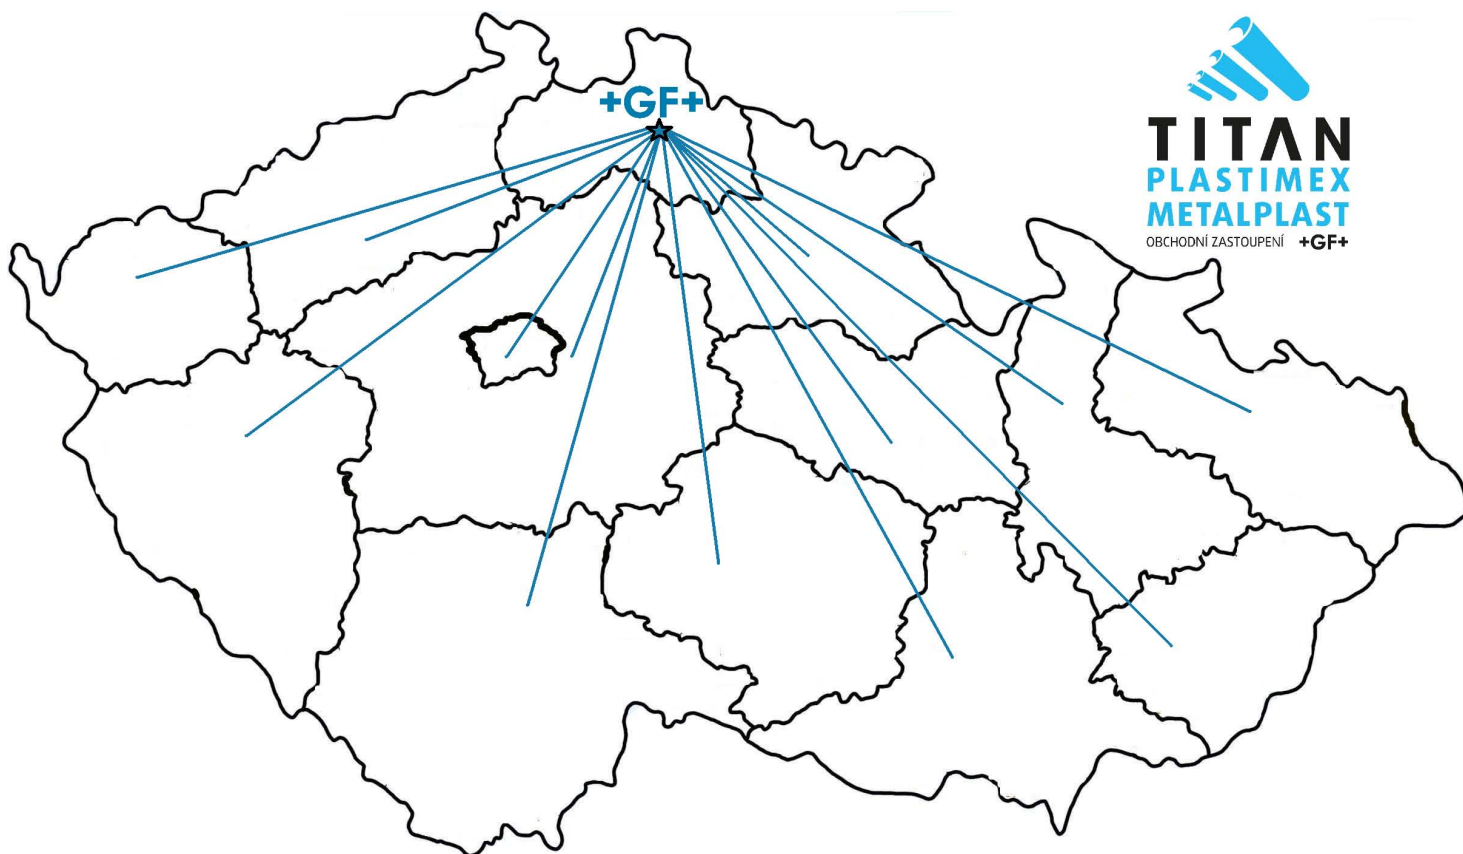 +GF+
TITAN
PLASTIMEX
METALPLAST
OBCHODNÍ ZASTOUPENÍ +GF+